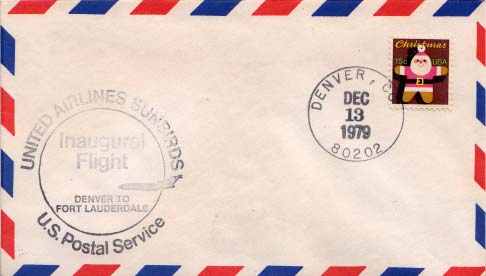 Christmas
15c USA
DENVER, CO
DEC
13
1979
80202
UNITED AIRLINES SUNBIRDS
Inaugural
Flight
DENVER TO
FORT LAUDERDALE
U.S. Postal Service